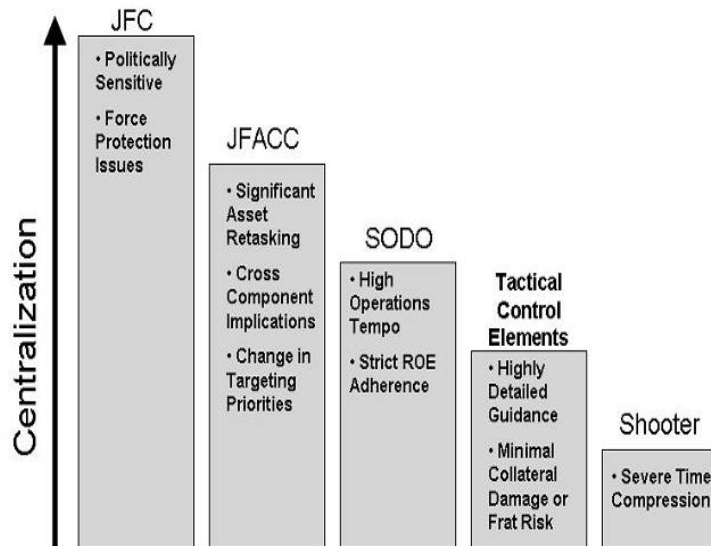 JFC
• Politically
Sensitive
• Force
Protection
Issues
JFACC
• Significant
Asset
Retasking
• Cross
Component
Implications
• Change in
Targeting
Priorities
SODO
• High
Operations
Tempo
• Strict ROE
Adherence
Tactical
Control
Elements
• Highly
Detailed
Guidance
• Minimal
Collateral
Damage or
Frat Risk
Shooter
• Severe Time
Compression
Centralization